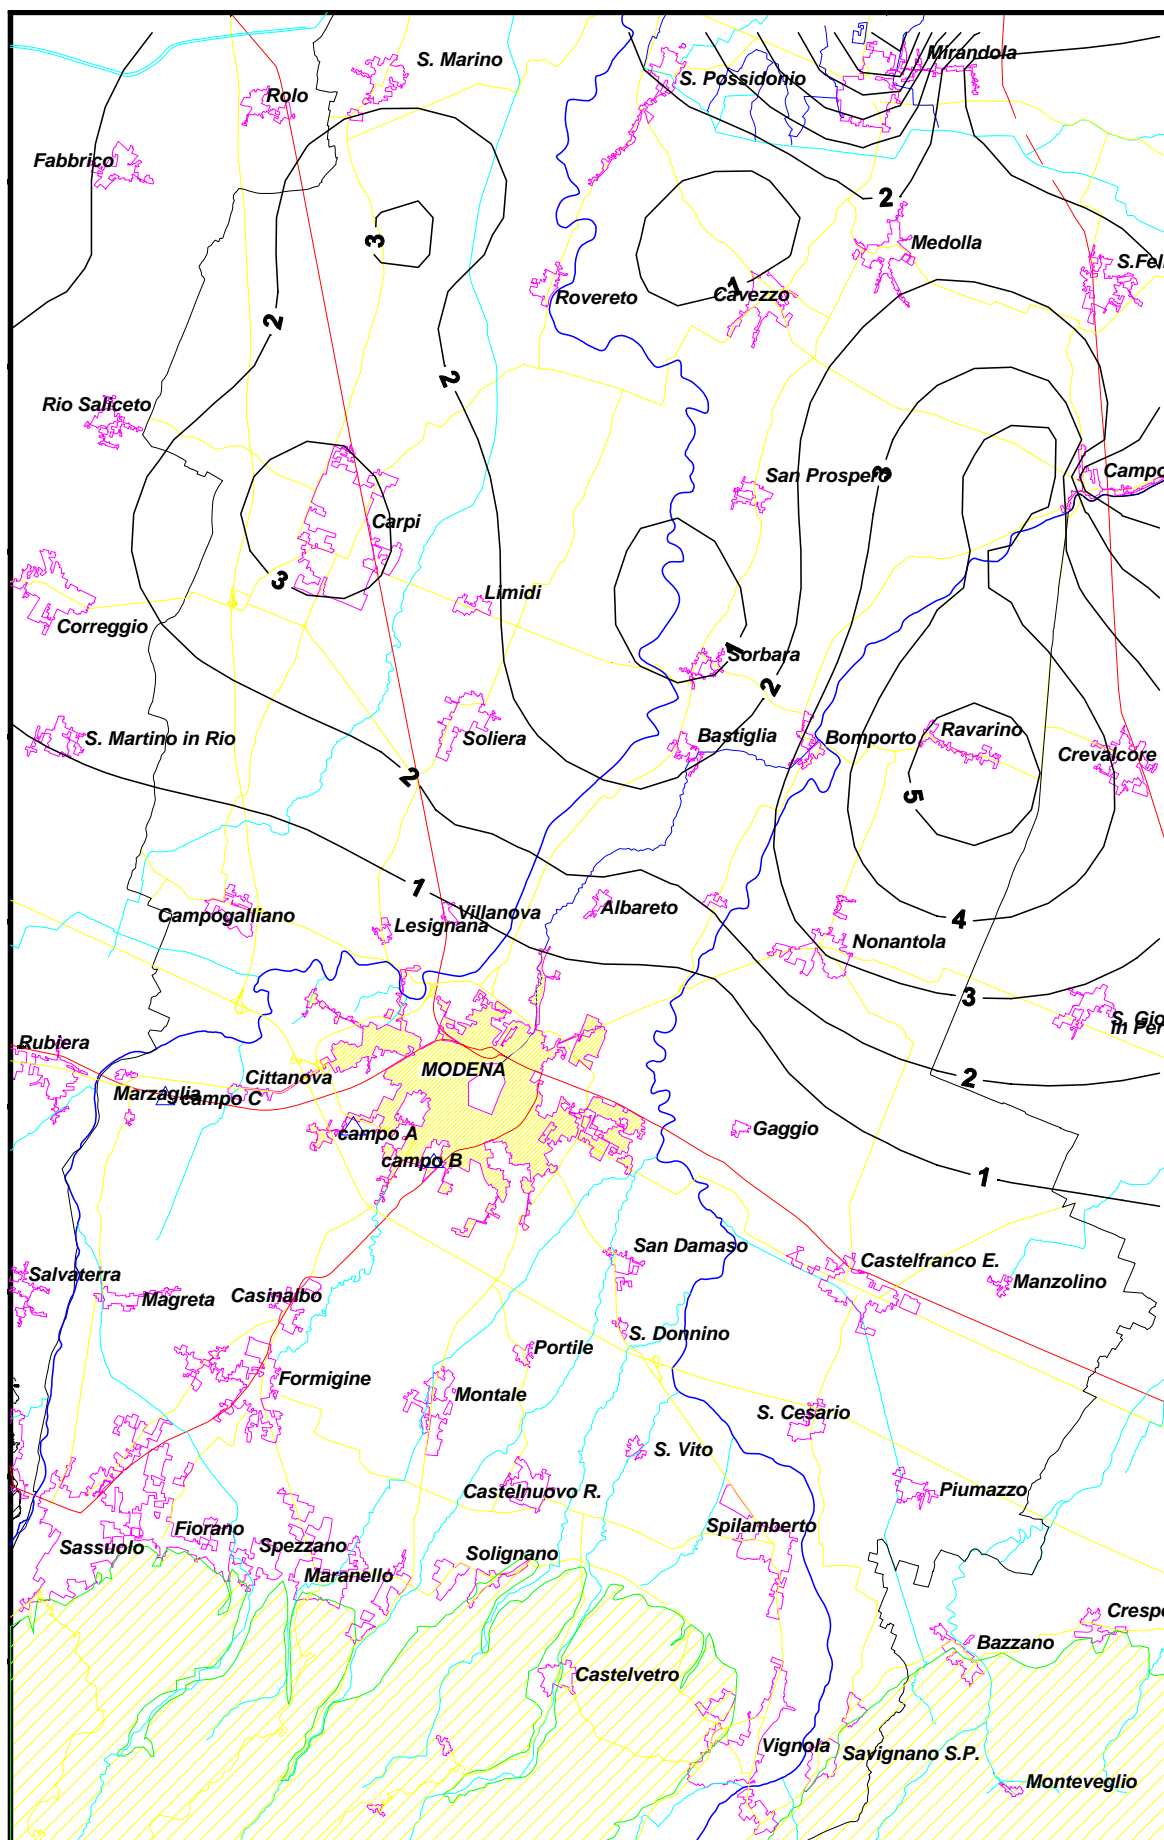 S. Marino
Mirandola
S. Possidonio
Rolo
Fabbrico
2
3
Medolla
S.Fel
Rovereto
1
Cavezzo
2
2
Rio Saliceto
3
San Prospero
Campo
Carpi
3
Limidi
Correggio
1
Sorbara
2
S. Martino in Rio
Soliera
Bastiglia
Bomporto
Ravarino
Crevalcore
2
5
1
Campogalliano
Villanova
Lesignana
Albareto
4
Nonantola
3
S. Gio
in Per
Rubiera
MODENA
Cittanova
2
Marzaglia
campo C
campo A
Gaggio
campo B
1
San Damaso
Castelfranco E.
Salvaterra
Magreta
Casinalbo
Manzolino
S. Donnino
Portile
Formigine
Montale
S. Cesario
S. Vito
Castelnuovo R.
Piumazzo
Fiorano
Spilamberto
Sassuolo
Spezzano
Solignano
Maranello
Crespe
Bazzano
Castelvetro
Vignola
Savignano S.P.
Monteveglio